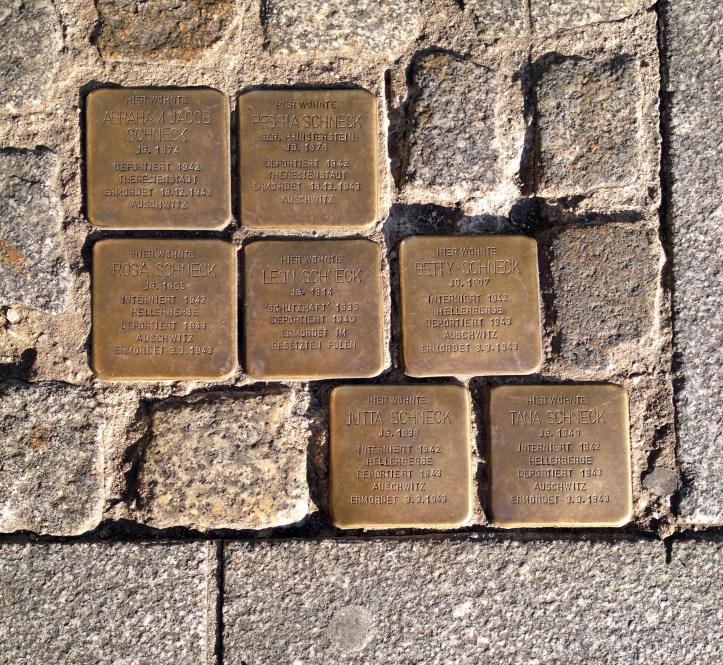 HIER WOHNTE
ABRAHAM JACOB
SCHNECK
JG. 1874
DEPORTIERT 1942
THERESIENSTADT
ERMORDET 18.12.1943
AUSCHWITZ
HIER WOHNTE
PESSIA SCHNECK
JG. 1876
DEPORTIERT 1942
THERESIENSTADT
ERMORDET 18.12.1943
AUSCHWITZ
HIER WOHNTE
ROSA SCHNECK
JG. 1905
INTERNIERT 1942
HELLERBERGE
DEPORTIERT 1943
AUSCHWITZ
ERMORDET 3.3.1943
HIER WOHNTE
LEON SCHNECK
JG. 1914
'SCHUTZHAFT' 1939
DEPORTIERT 1940
ERMORDET IM
BESETZTEN POLEN
HIER WOHNTE
BETTY SCHNECK
JG. 1907
INTERNIERT 1942
HELLERBERGE
DEPORTIERT 1943
AUSCHWITZ
ERMORDET 3.3.1943
HIER WOHNTE
JUTTA SCHNECK
JG. 1938
INTERNIERT 1942
HELLERBERGE
DEPORTIERT 1943
AUSCHWITZ
ERMORDET 3.3.1943
HIER WOHNTE
TANA SCHNECK
JG. 1940
INTERNIERT 1942
HELLERBERGE
DEPORTIERT 1943
AUSCHWITZ
ERMORDET 3.3.1943